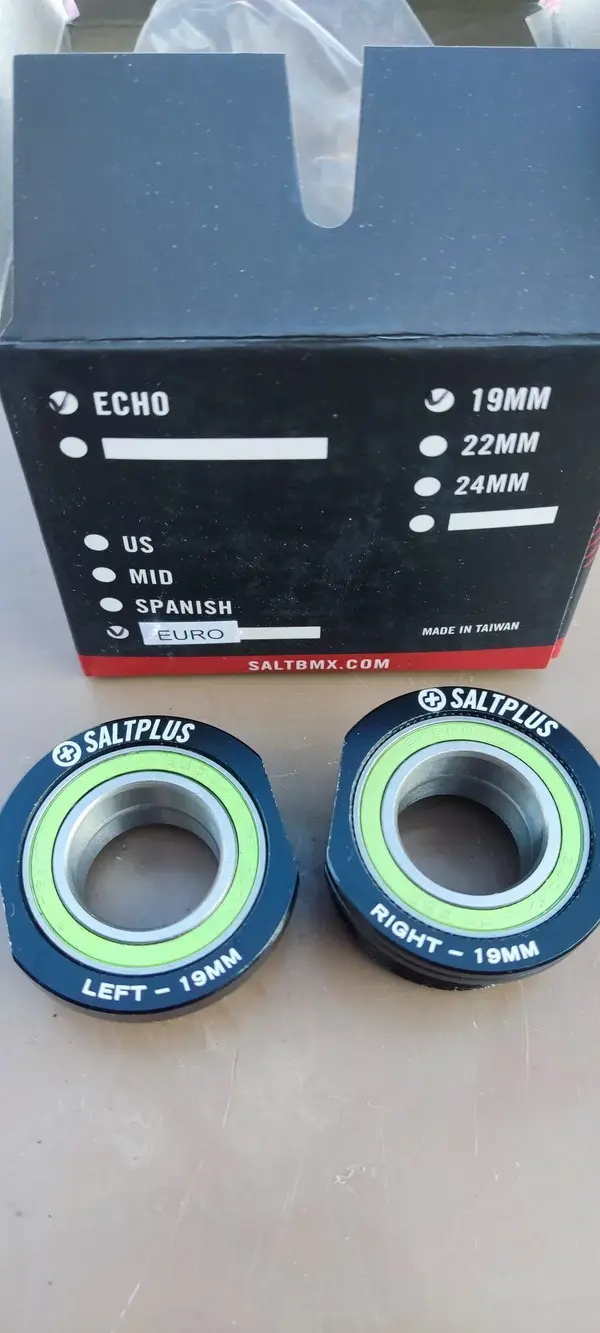 ECHO
19MM
22MM
24MM
US
MID
SPANISH
EURO
MADE IN TAIWAN
SALTBMX.COM
SALTPLUS
LEFT - 19MM
SALTPLUS
RIGHT - 19MM